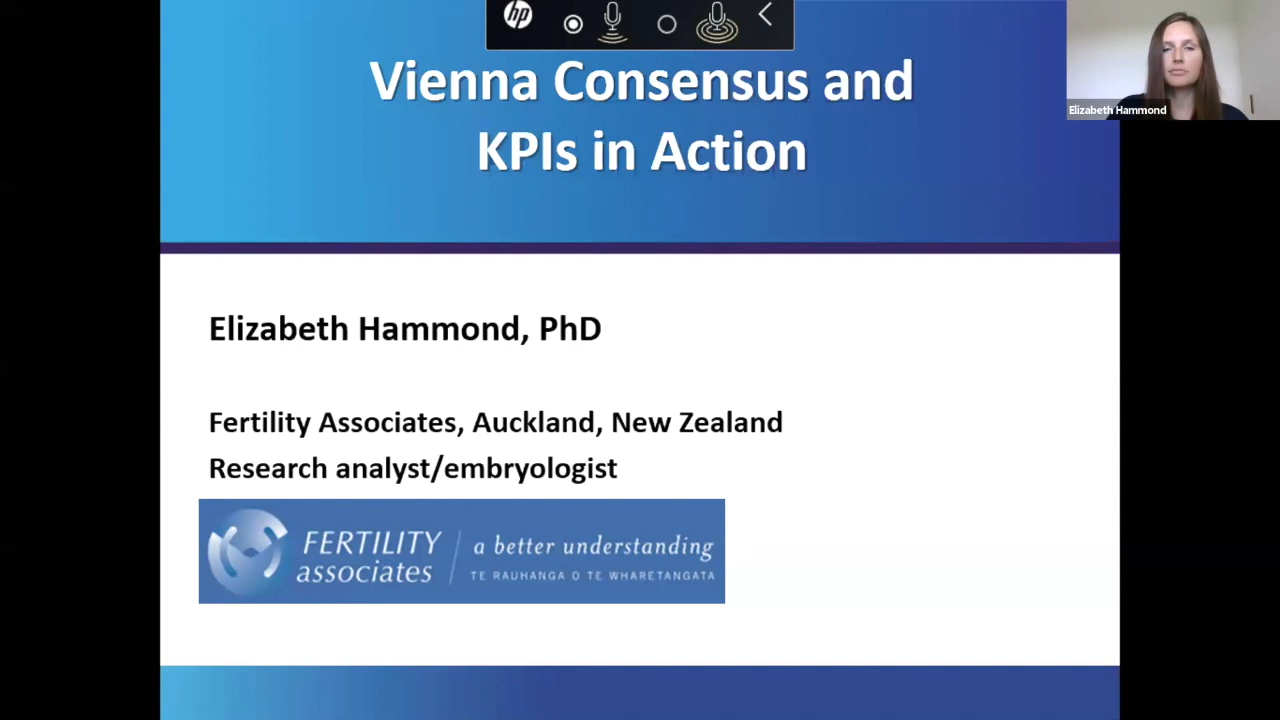 hp
Vienna Consensus and
KPIs in Action
Elizabeth Hammond
Elizabeth Hammond, PhD
Fertility Associates, Auckland, New Zealand
Research analyst/embryologist
FERTILITY associates
a better understanding
TE RAUHANGA O TE WHARETANGATA